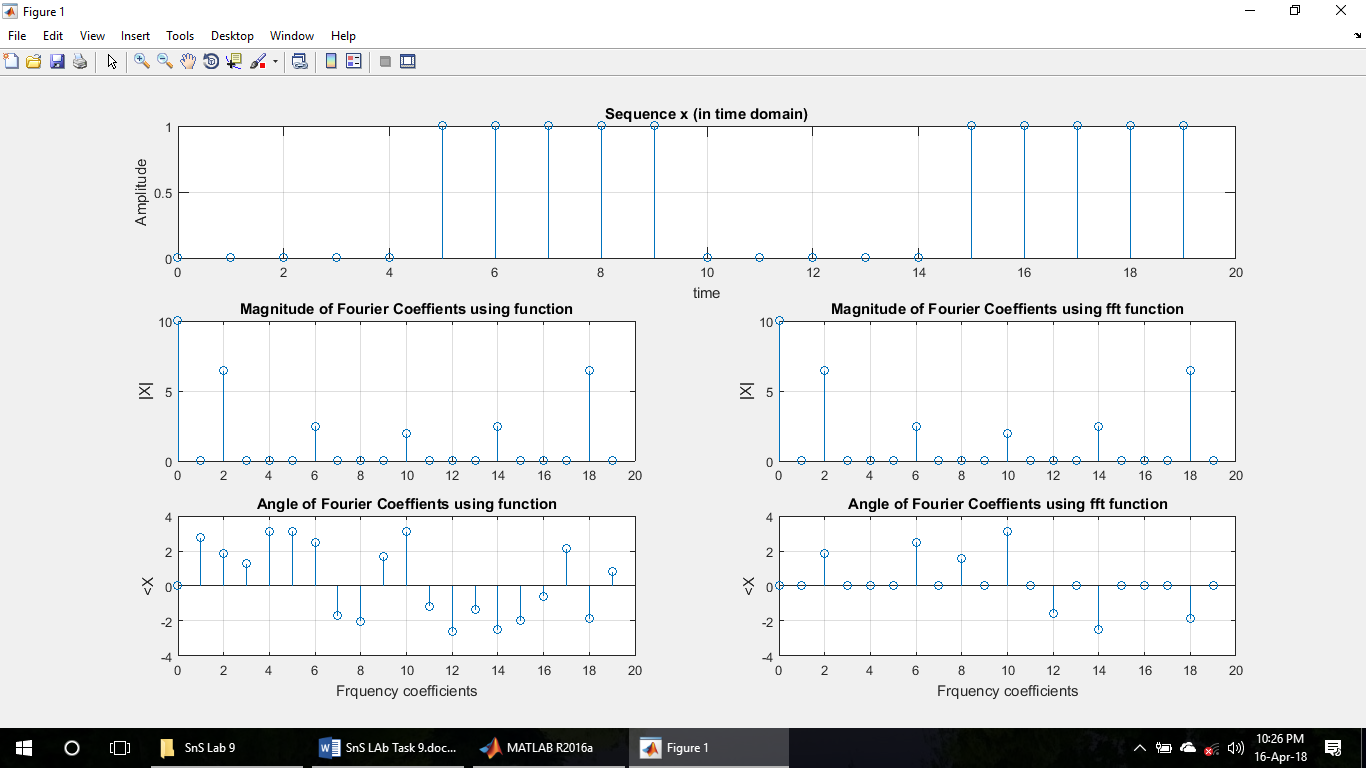 Figure 1
File Edit View Insert Tools Desktop Window Help
Sequence x (in time domain)
Amplitude
1
0.5
0
0 2 4 6 8 10 12 14 16 18 20
time
Magnitude of Fourier Coeffients using function
|X|
10
5
0
0 2 4 6 8 10 12 14 16 18 20
Magnitude of Fourier Coeffients using fft function
|X|
10
5
0
0 2 4 6 8 10 12 14 16 18 20
Angle of Fourier Coeffients using function
<X
4
2
0
-2
-4
0 2 4 6 8 10 12 14 16 18 20
Frquency coefficients
Angle of Fourier Coeffients using fft function
<X
4
2
0
-2
-4
0 2 4 6 8 10 12 14 16 18 20
Frquency coefficients
SnS Lab 9
SnS LAb Task 9.doc...
MATLAB R2016a
Figure 1
10:26 PM
16-Apr-18